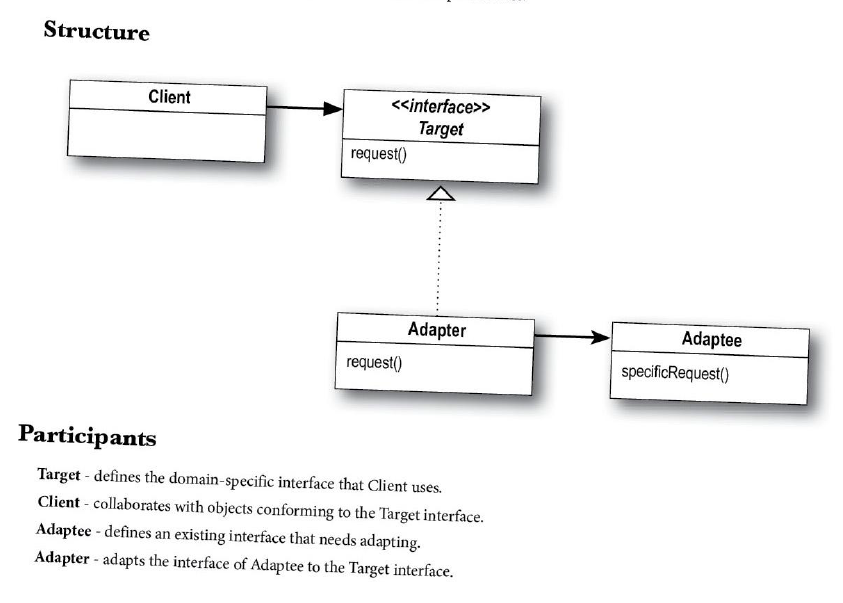 Structure
Client
<<interface>>
Target
request()
Adapter
request()
Adaptee
specificRequest()
Participants
Target - defines the domain-specific interface that Client uses.
Client - collaborates with objects conforming to the Target interface.
Adaptee - defines an existing interface that needs adapting.
Adapter - adapts the interface of Adaptee to the Target interface.